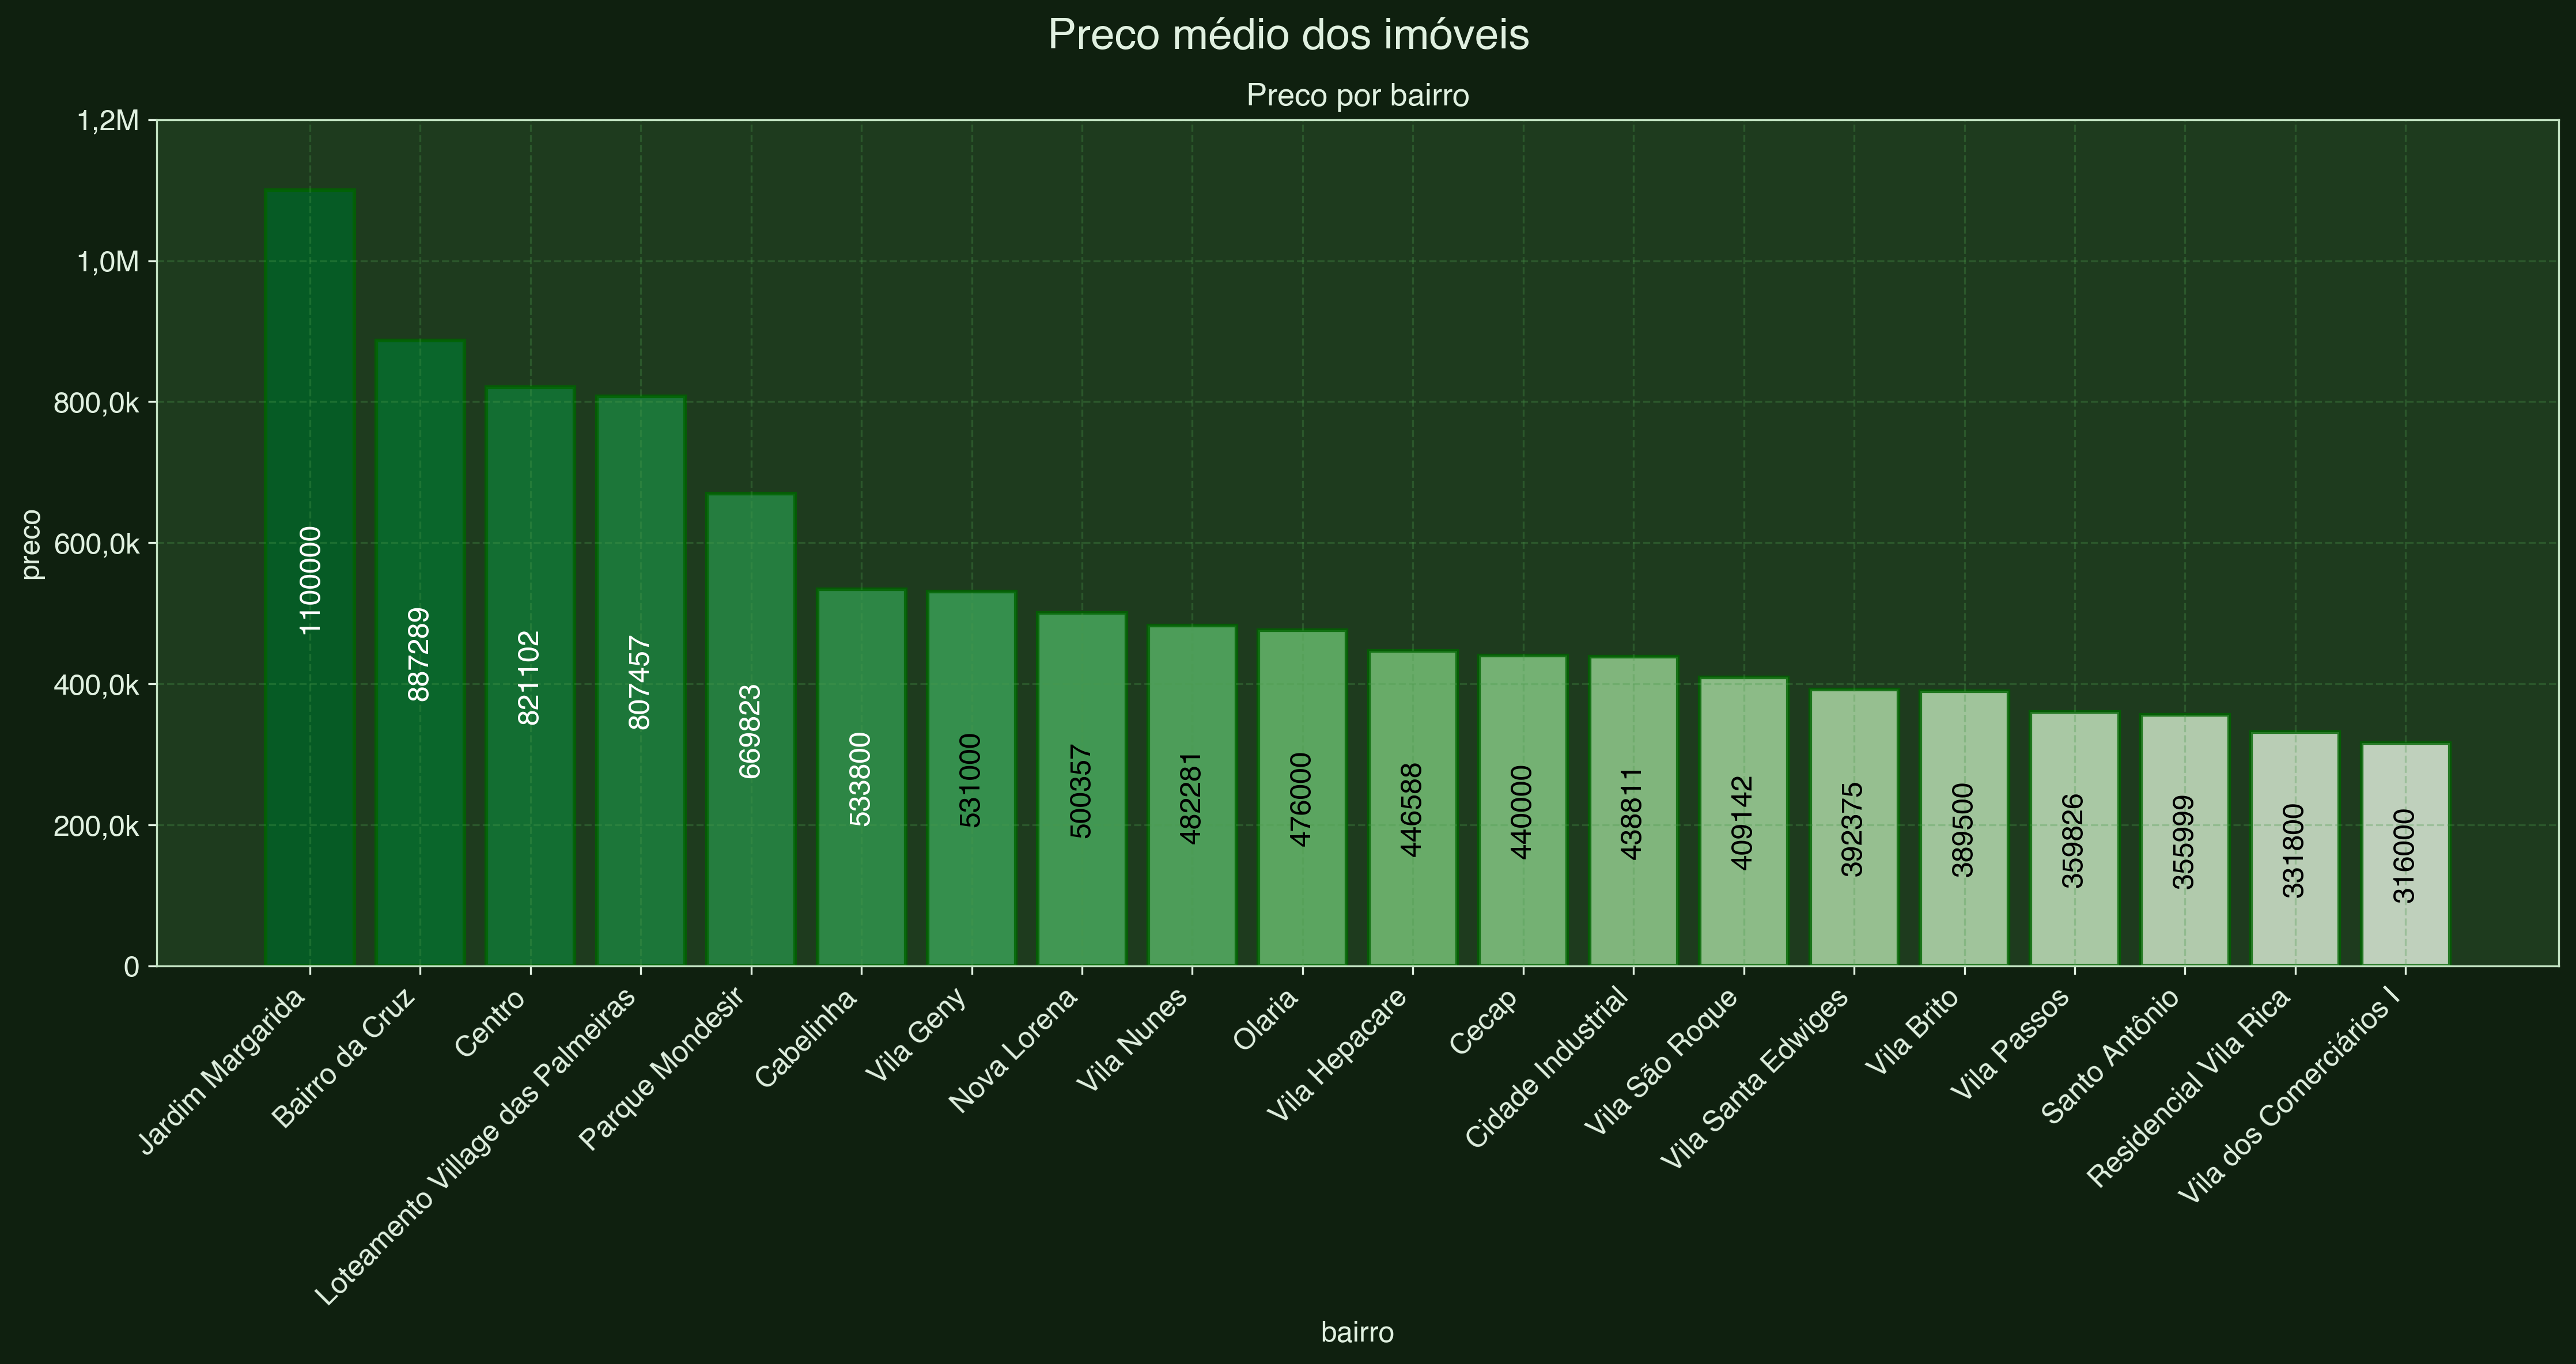 Preco médio dos imóveis
Preco por bairro
1,2M
1,0M
800,0k
600,0k
400,0k
200,0k
0
preco
1100000
887289
821102
807457
669823
533800
531000
500357
482281
476000
446588
440000
438811
409142
392375
389500
359826
355999
331800
316000
Jardim Margarida
Bairro da Cruz
Centro
Loteamento Village das Palmeiras
Parque Mondesir
Cabelinha
Vila Geny
Nova Lorena
Vila Nunes
Olaria
Vila Hepacare
Cecap
Cidade Industrial
Vila São Roque
Vila Santa Edwiges
Vila Brito
Vila Passos
Santo Antônio
Residencial Vila Rica
Vila dos Comerciários I
bairro